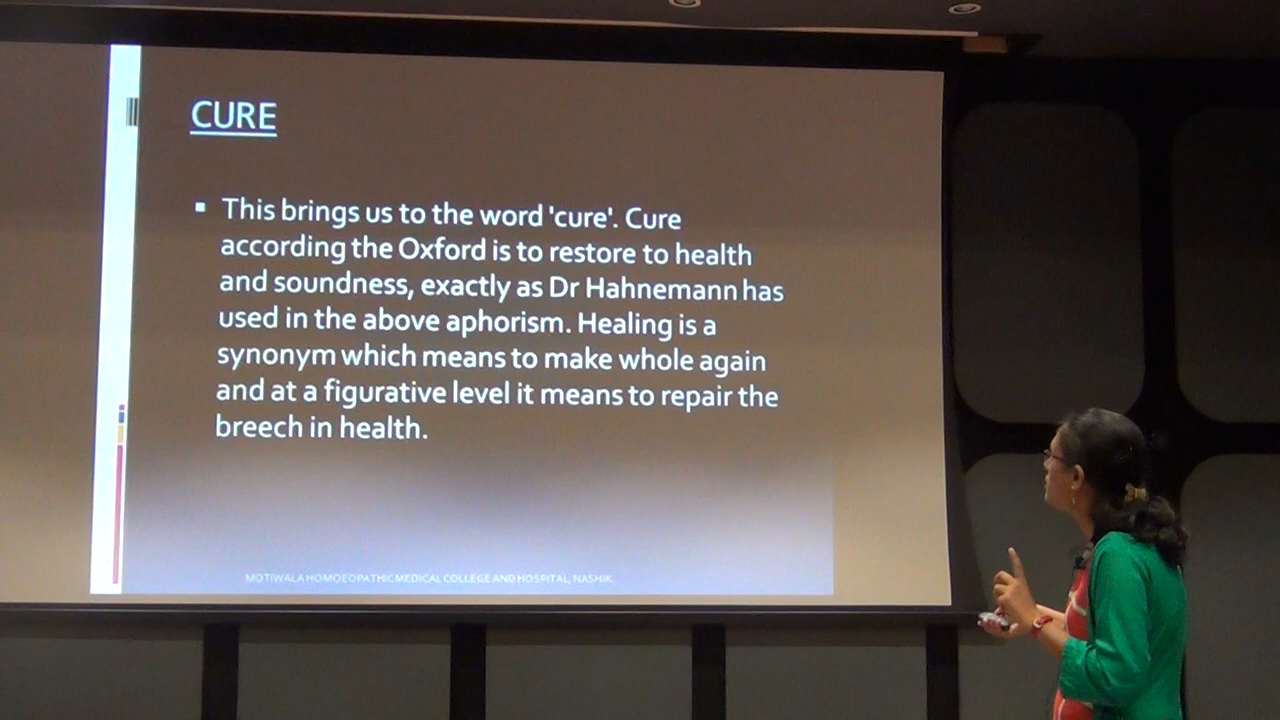 CURE
This brings us to the word 'cure'. Cure
according the Oxford is to restore to health
and soundness, exactly as Dr Hahnemann has
used in the above aphorism. Healing is a
synonym which means to make whole again
and at a figurative level it means to repair the
breech in health.
MOTIWALA HOMOEOPATHIC MEDICAL COLLEGE AND HOSPITAL, NASHIK.